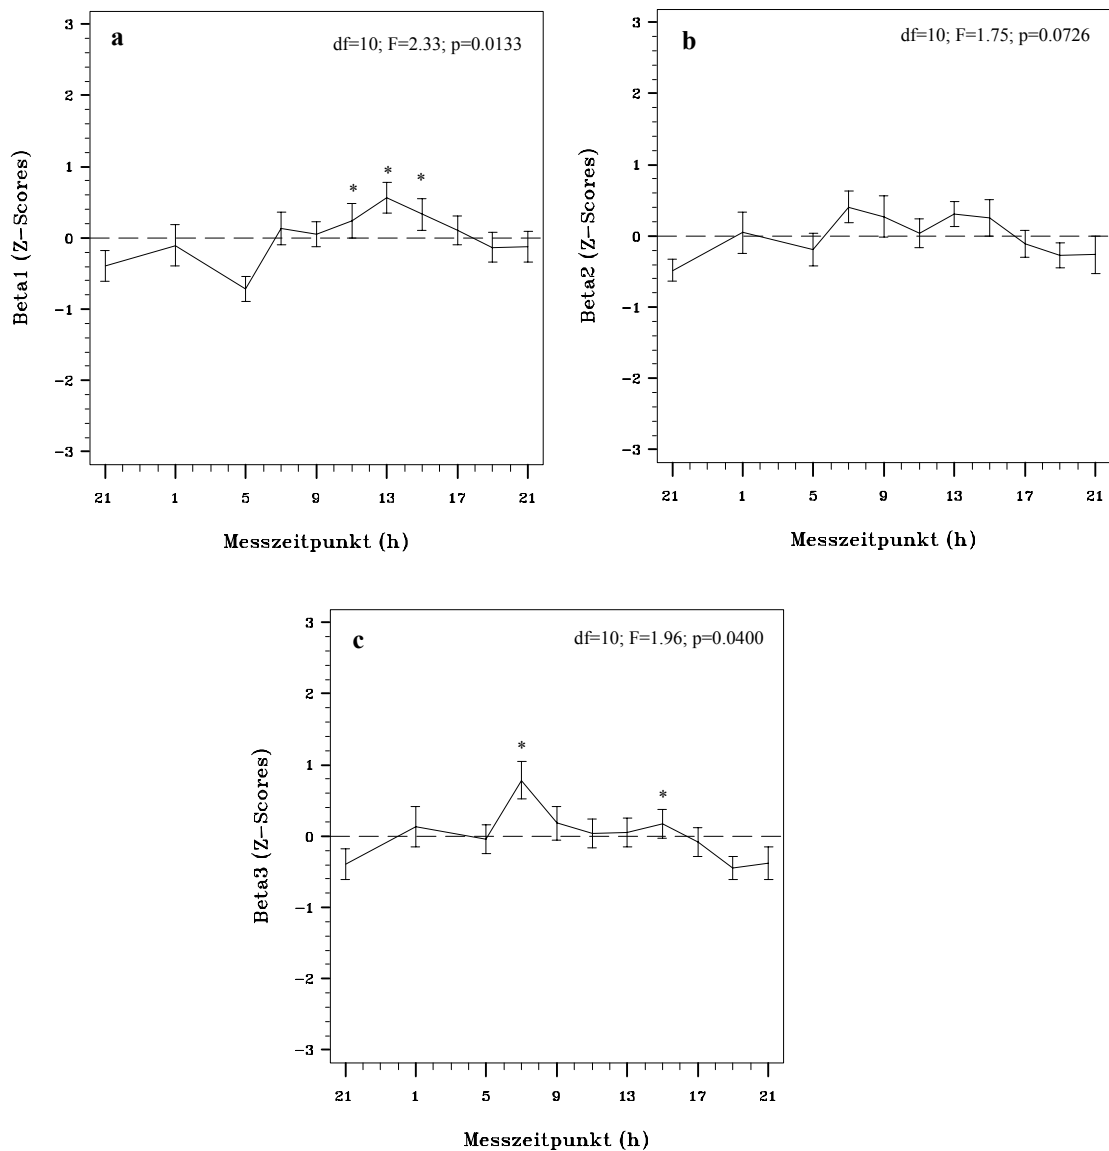 a
df=10; F=2.33; p=0.0133
3
2
1
0
−1
−2
−3
Beta1 (Z−Scores)
* * *
21 1 5 9 13 17 21
Messzeitpunkt (h)
b
df=10; F=1.75; p=0.0726
3
2
1
0
−1
−2
−3
Beta2 (Z−Scores)
21 1 5 9 13 17 21
Messzeitpunkt (h)
c
df=10; F=1.96; p=0.0400
3
2
1
0
−1
−2
−3
Beta3 (Z−Scores)
* *
21 1 5 9 13 17 21
Messzeitpunkt (h)